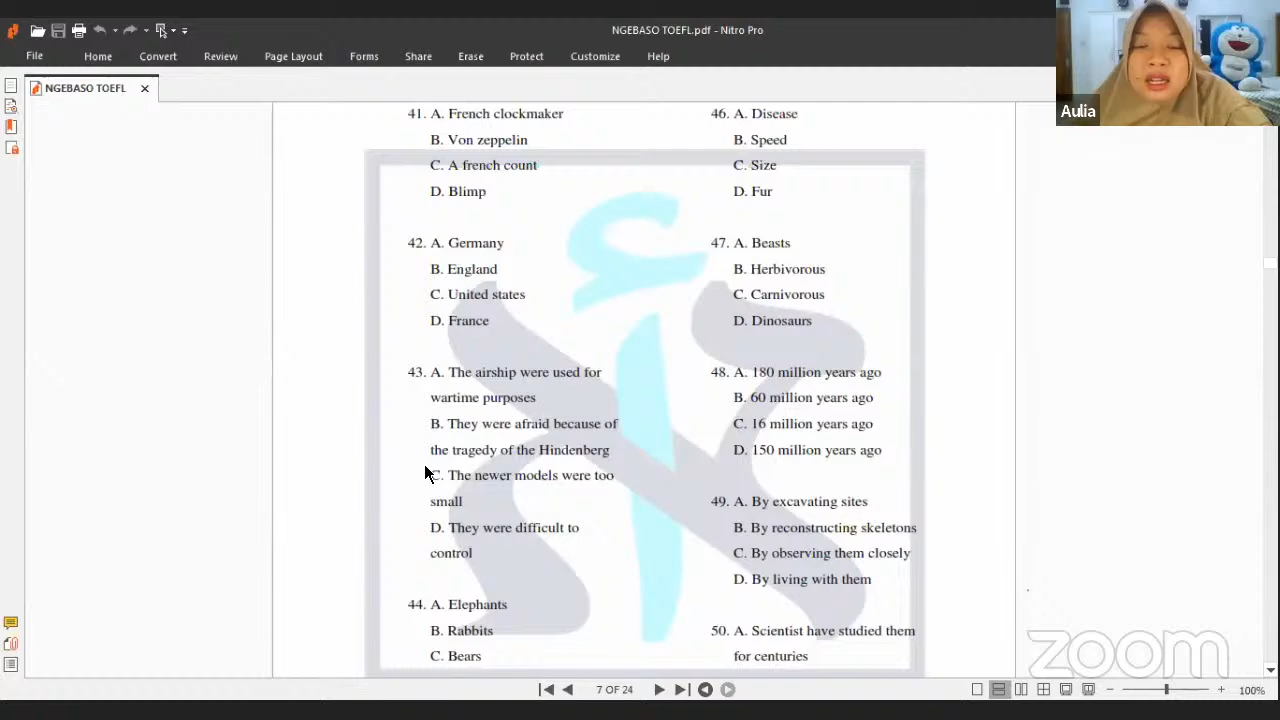 NGEBASO TOEFL.pdf - Nitro Pro
File
Home
Convert
Review
Page Layout
Forms
Share
Erase
Protect
Customize
Help
NGEBASO TOEFL
Aulia
41. A. French clockmaker
B. Von zeppelin
C. A french count
D. Blimp
42. A. Germany
B. England
C. United states
D. France
43. A. The airship were used for
wartime purposes
B. They were afraid because of
the tragedy of the Hindenberg
C. The newer models were too
small
D. They were difficult to
control
44. A. Elephants
B. Rabbits
C. Bears
46. A. Disease
B. Speed
C. Size
D. Fur
47. A. Beasts
B. Herbivorous
C. Carnivorous
D. Dinosaurs
48. A. 180 million years ago
B. 60 million years ago
C. 16 million years ago
D. 150 million years ago
49. A. By excavating sites
B. By reconstructing skeletons
C. By observing them closely
D. By living with them
50. A. Scientist have studied them
for centuries
zoom
7 OF 24
100%